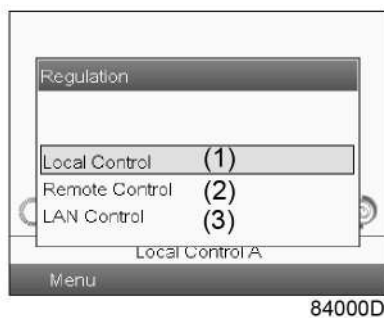 Regulation
Local Control (1)
Remote Control (2)
LAN Control (3)
Local Control A
Menu
84000D